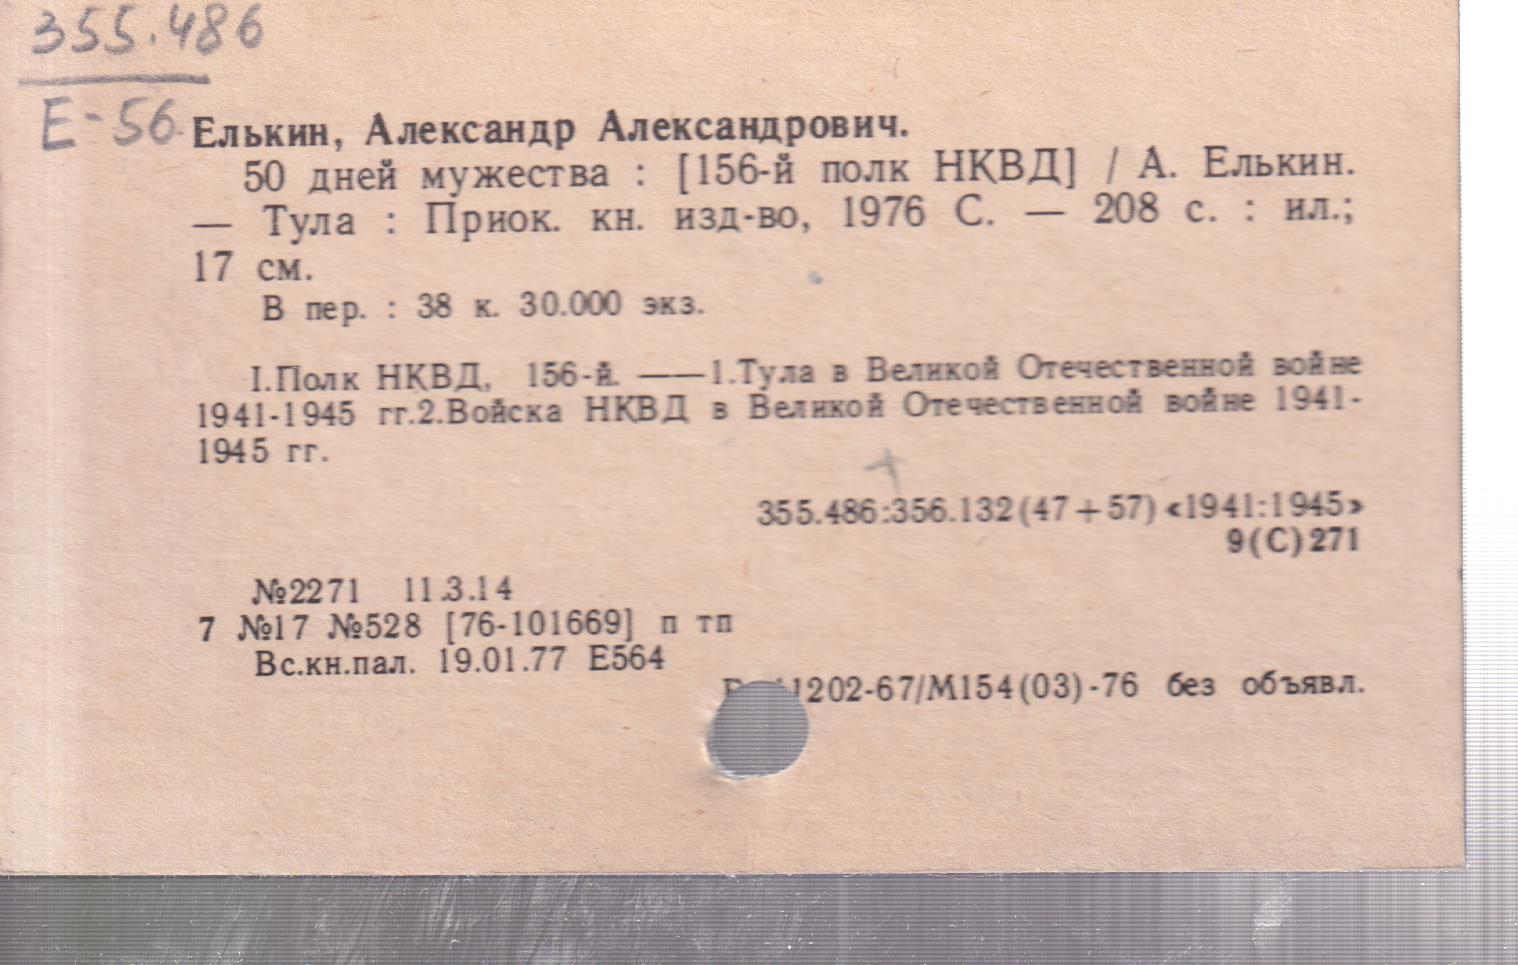 355.486
Е-56
Елькин, Александр Александрович.
50 дней мужества : [156-й полк НКВД] / А. Елькин.
— Тула : Приок. кн. изд-во, 1976 С. — 208 с. : ил.;
17 см.
В пер. : 38 к. 30.000 экз.
I.Полк НКВД, 156-й. ——1.Тула в Великой Отечественной войне
1941-1945 гг.2.Войска НКВД в Великой Отечественной войне 1941-
1945 гг.
355.486:356.132(47+57)«1941:1945»
9(С)271
№2271 11.3.14
7 №17 №528 [76-101669] п тп
Вс.кн.пал. 19.01.77 Е564
11202-67/М154(03)-76 без объявл.